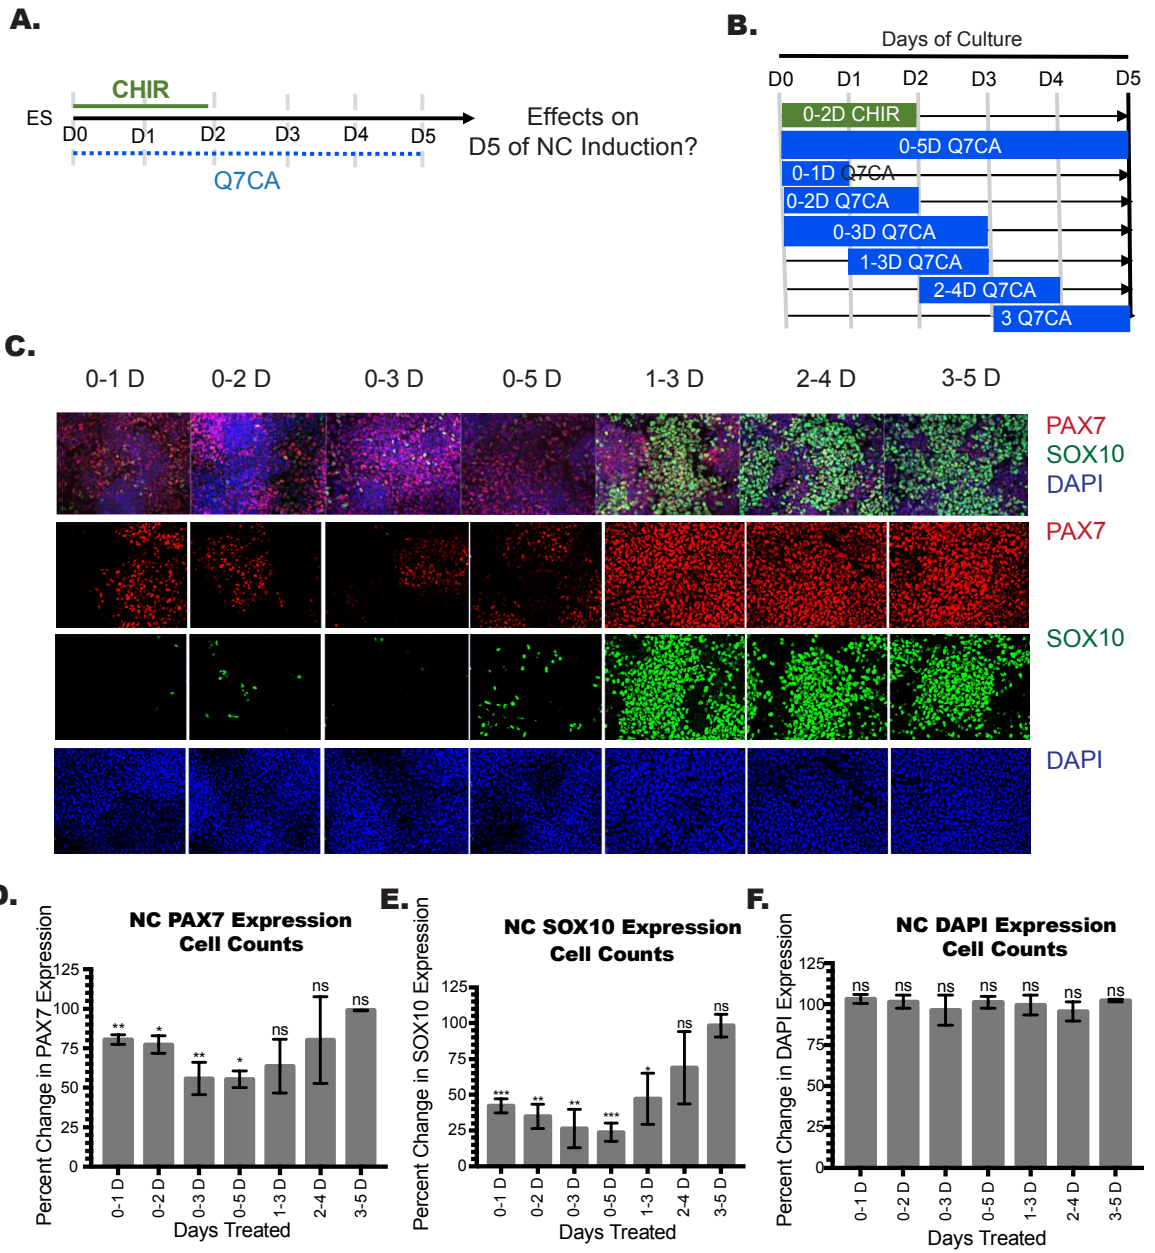 A.
CHIR
ES
D0 D1 D2 D3 D4 D5
Q7CA
Effects on
D5 of NC Induction?
B.
Days of Culture
D0 D1 D2 D3 D4 D5
0-2D CHIR
0-5D Q7CA
0-1D Q7CA
0-2D Q7CA
0-3D Q7CA
1-3D Q7CA
2-4D Q7CA
3 Q7CA
C.
0-1 D 0-2 D 0-3 D 0-5 D 1-3 D 2-4 D 3-5 D
PAX7
SOX10
DAPI
PAX7
SOX10
DAPI
D.
NC PAX7 Expression
Cell Counts
Percent Change in PAX7 Expression
125
100
75
50
25
0
** * ** * ns ns ns
0-1 D 0-2 D 0-3 D 0-5 D 1-3 D 2-4 D 3-5 D
Days Treated
E.
NC SOX10 Expression
Cell Counts
Percent Change in SOX10 Expression
125
100
75
50
25
0
*** ** ** *** * ns ns
0-1 D 0-2 D 0-3 D 0-5 D 1-3 D 2-4 D 3-5 D
Days Treated
F.
NC DAPI Expression
Cell Counts
Percent Change in DAPI Expression
125
100
75
50
25
0
ns ns ns ns ns ns ns
0-1 D 0-2 D 0-3 D 0-5 D 1-3 D 2-4 D 3-5 D
Days Treated